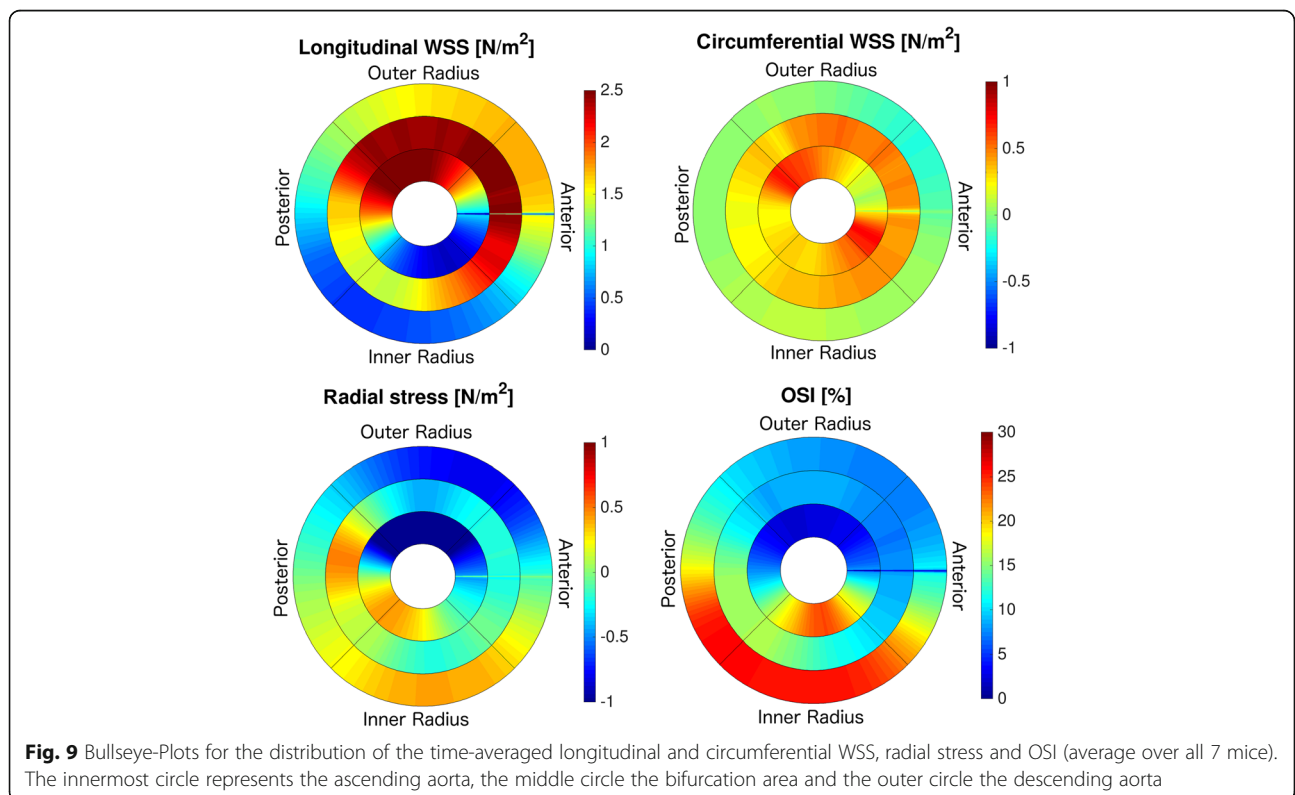 Longitudinal WSS [N/m²]
Outer Radius
Posterior
Anterior
Inner Radius
2.5
2
1.5
1
0.5
0
Circumferential WSS [N/m²]
Outer Radius
Posterior
Anterior
Inner Radius
1
0.5
0
-0.5
-1
Radial stress [N/m²]
Outer Radius
Posterior
Anterior
Inner Radius
1
0.5
0
-0.5
-1
OSI [%]
Outer Radius
Posterior
Anterior
Inner Radius
30
25
20
15
10
5
0
Fig. 9 Bullseye-Plots for the distribution of the time-averaged longitudinal and circumferential WSS, radial stress and OSI (average over all 7 mice).
The innermost circle represents the ascending aorta, the middle circle the bifurcation area and the outer circle the descending aorta